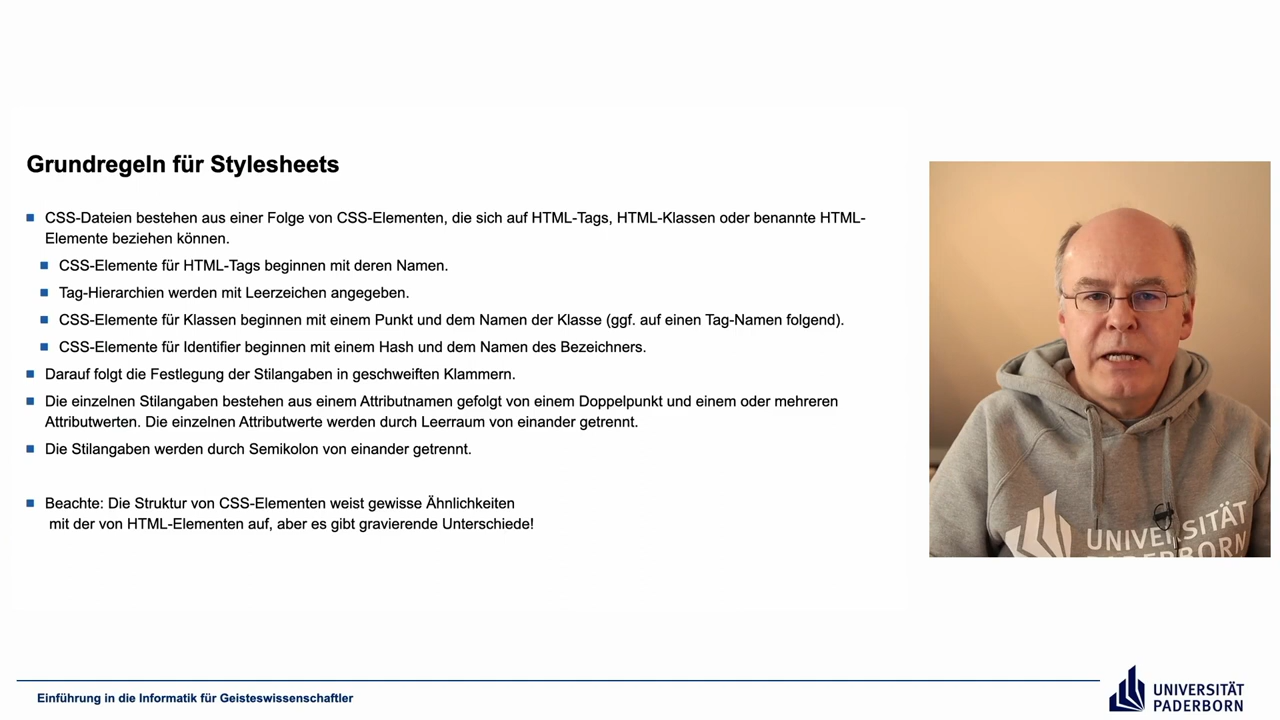 Grundregeln für Stylesheets
CSS-Dateien bestehen aus einer Folge von CSS-Elementen, die sich auf HTML-Tags, HTML-Klassen oder benannte HTML-
Elemente beziehen können.
CSS-Elemente für HTML-Tags beginnen mit deren Namen.
Tag-Hierarchien werden mit Leerzeichen angegeben.
CSS-Elemente für Klassen beginnen mit einem Punkt und dem Namen der Klasse (ggf. auf einen Tag-Namen folgend).
CSS-Elemente für Identifier beginnen mit einem Hash und dem Namen des Bezeichners.
Darauf folgt die Festlegung der Stilangaben in geschweiften Klammern.
Die einzelnen Stilangaben bestehen aus einem Attributnamen gefolgt von einem Doppelpunkt und einem oder mehreren
Attributwerten. Die einzelnen Attributwerte werden durch Leerraum von einander getrennt.
Die Stilangaben werden durch Semikolon von einander getrennt.
Beachte: Die Struktur von CSS-Elementen weist gewisse Ähnlichkeiten
mit der von HTML-Elementen auf, aber es gibt gravierende Unterschiede!
UNIVERSITÄT
PADERBORN
Einführung in die Informatik für Geisteswissenschaftler
UNIVERSITÄT
PADERBORN